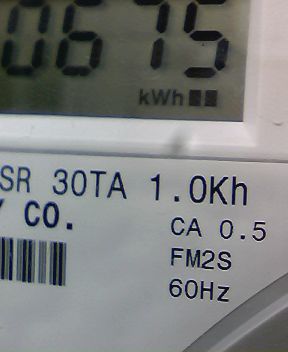 0675
kWh
SR 30TA 1.0Kh
CO.
CA 0.5
FM2S
60Hz